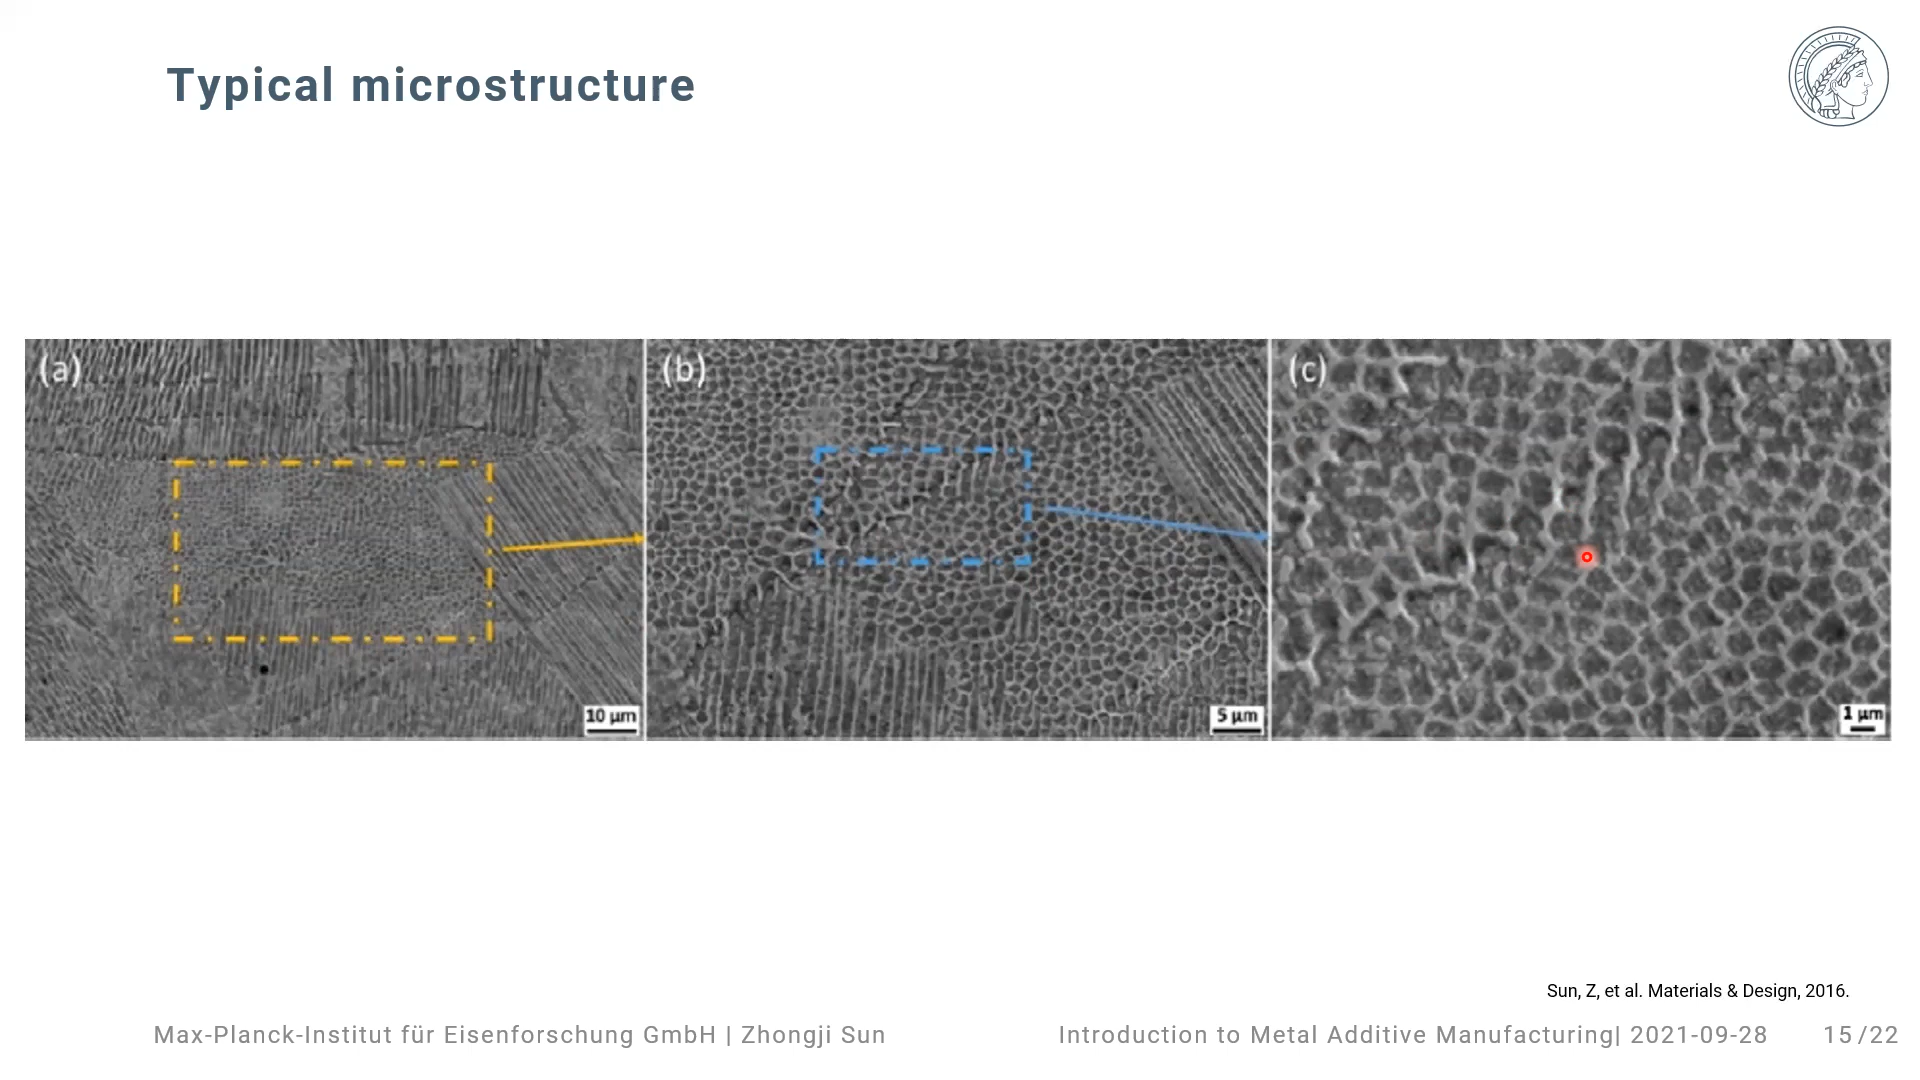 Typical microstructure
(a)
(b)
(c)
10 µm
5 µm
1 µm
Sun, Z, et al. Materials & Design, 2016.
Max-Planck-Institut für Eisenforschung GmbH | Zhongji Sun
Introduction to Metal Additive Manufacturing| 2021-09-28
15/22